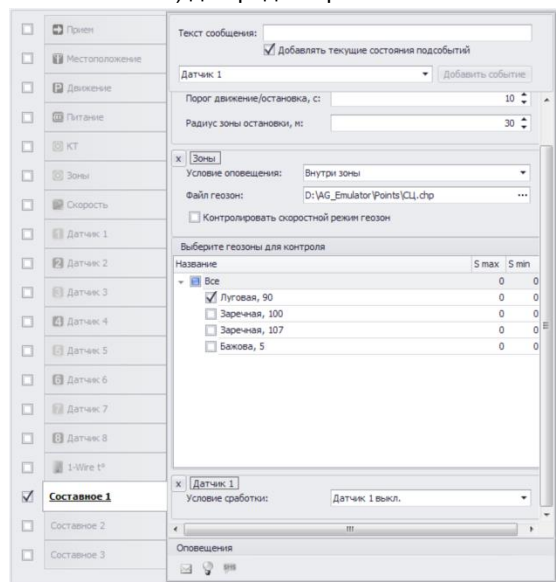 Прием
Местоположение
Движение
Питание
КТ
Зоны
Скорость
Датчик 1
Датчик 2
Датчик 3
Датчик 4
Датчик 5
Датчик 6
Датчик 7
Датчик 8
1-Wire t°
Составное 1
Составное 2
Составное 3
Текст сообщения:
Добавлять текущие состояния подсобытий
Датчик 1 Добавить событие
Порог движение/остановка, с: 10
Радиус зоны остановки, м: 30
x Зоны
Условие оповещения: Внутри зоны
Файл геозон: D:\AG_Emulator\Points\СЦ.chp ...
Контролировать скоростной режим геозон
Выберите геозоны для контроля
Название S max S min
Все 0 0
Луговая, 90 0 0
Заречная, 100 0 0
Заречная, 107 0 0
Бажова, 5 0 0
x Датчик 1
Условие сработки: Датчик 1 выкл.
Оповещения